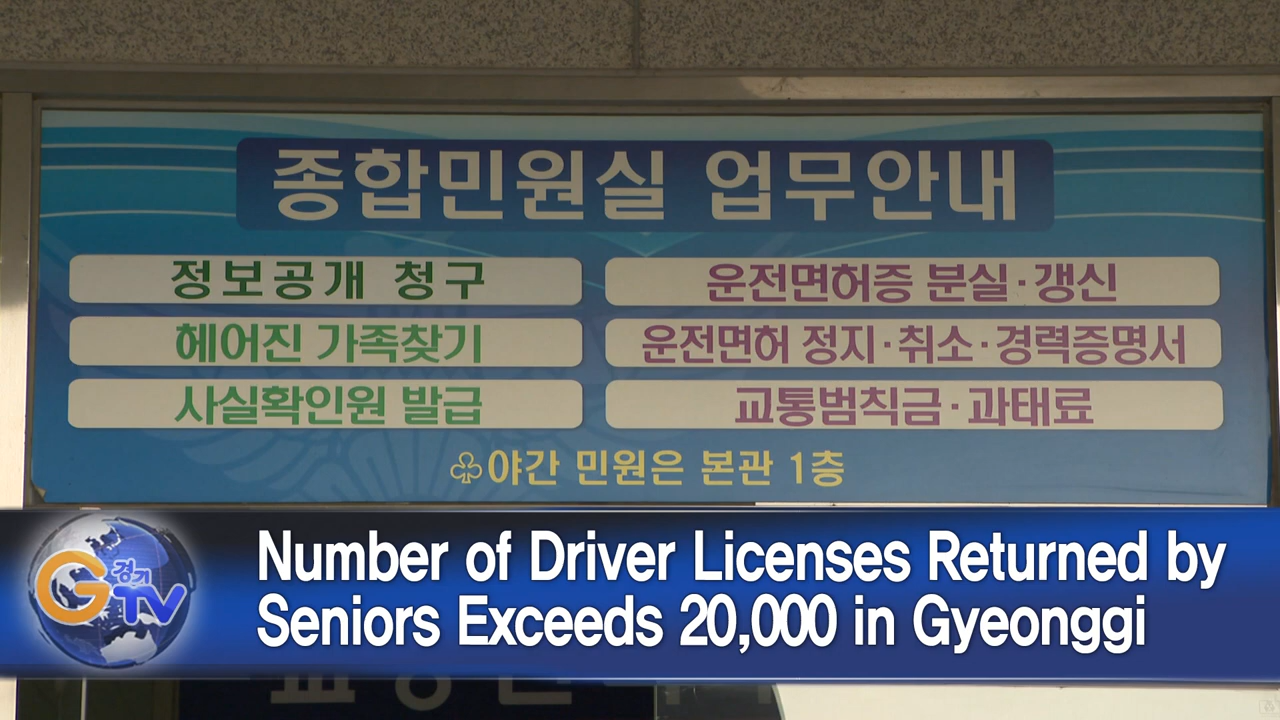 종합민원실 업무안내
정보공개 청구
운전면허증 분실·갱신
헤어진 가족찾기
운전면허 정지·취소·경력증명서
사실확인원 발급
교통범칙금·과태료
♧야간 민원은 본관 1층
G경기TV
Number of Driver Licenses Returned by
Seniors Exceeds 20,000 in Gyeonggi